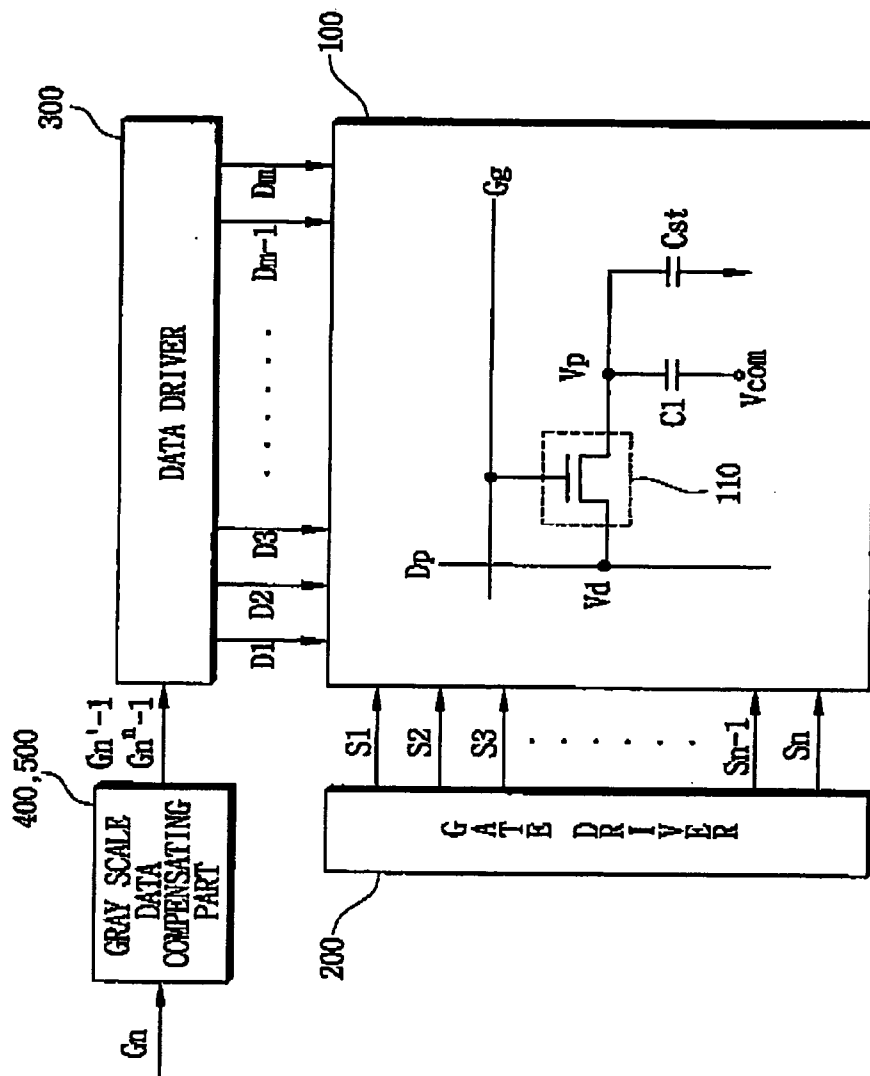 Gn
GRAY SCALE
DATA
COMPENSATING
PART
400,500
Gn'-1
Gn"-1
DATA DRIVER
300
D1
D2
D3
. . . . . . .
Dm-1
Dm
100
200
GATE DRIVER
S1
S2
S3
. . . . . . .
Sn-1
Sn
Dp
Gg
Vd
110
Vp
Cl
Vcom
Cst